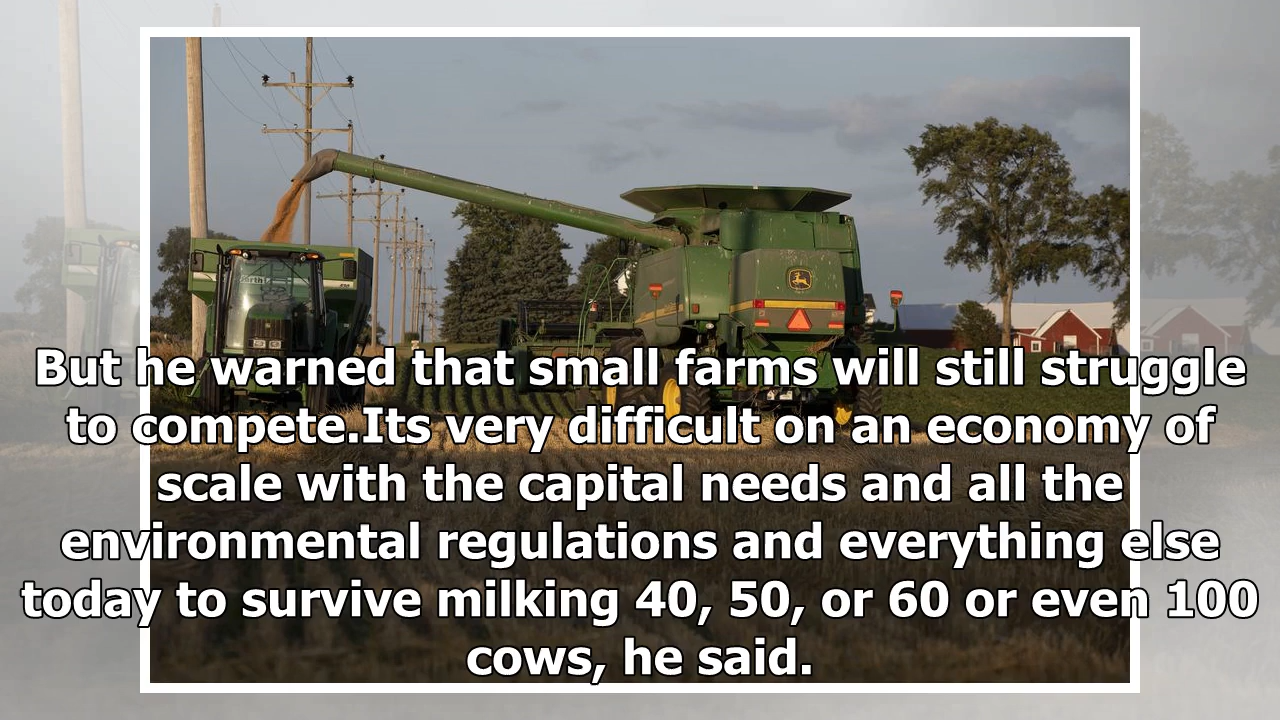 But he warned that small farms will still struggle
to compete.Its very difficult on an economy of
scale with the capital needs and all the
environmental regulations and everything else
today to survive milking 40, 50, or 60 or even 100
cows, he said.